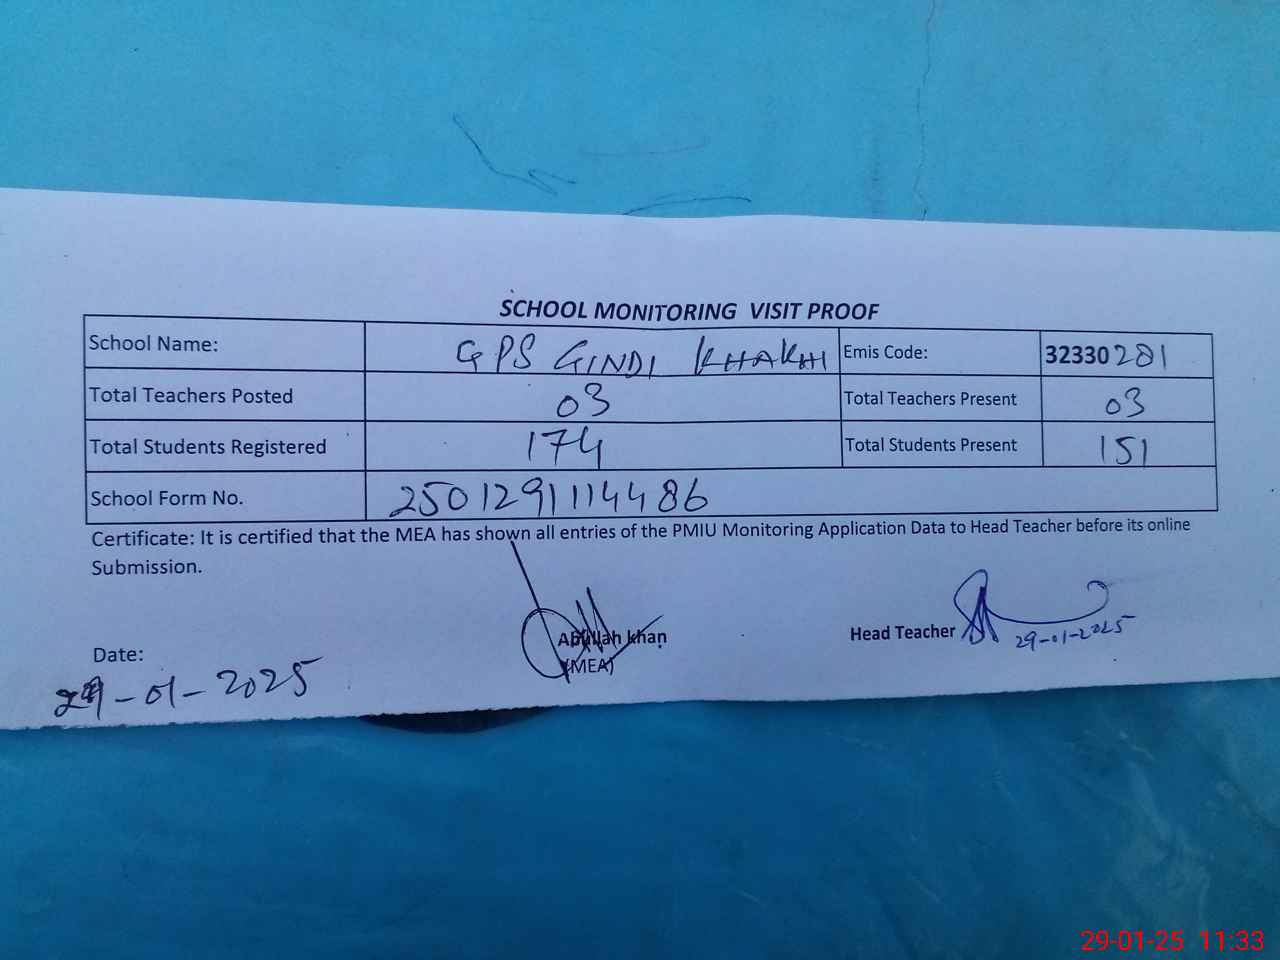 SCHOOL MONITORING VISIT PROOF
School Name: GPS GINDI KHAKHI Emis Code: 32330281
Total Teachers Posted 03 Total Teachers Present 03
Total Students Registered 174 Total Students Present 151
School Form No. 2501291114486
Certificate: It is certified that the MEA has shown all entries of the PMIU Monitoring Application Data to Head Teacher before its online
Submission.
Abdullah khan
(MEA)
Head Teacher 29-01-2025
Date:
29-01-2025
29-01-25 11:33